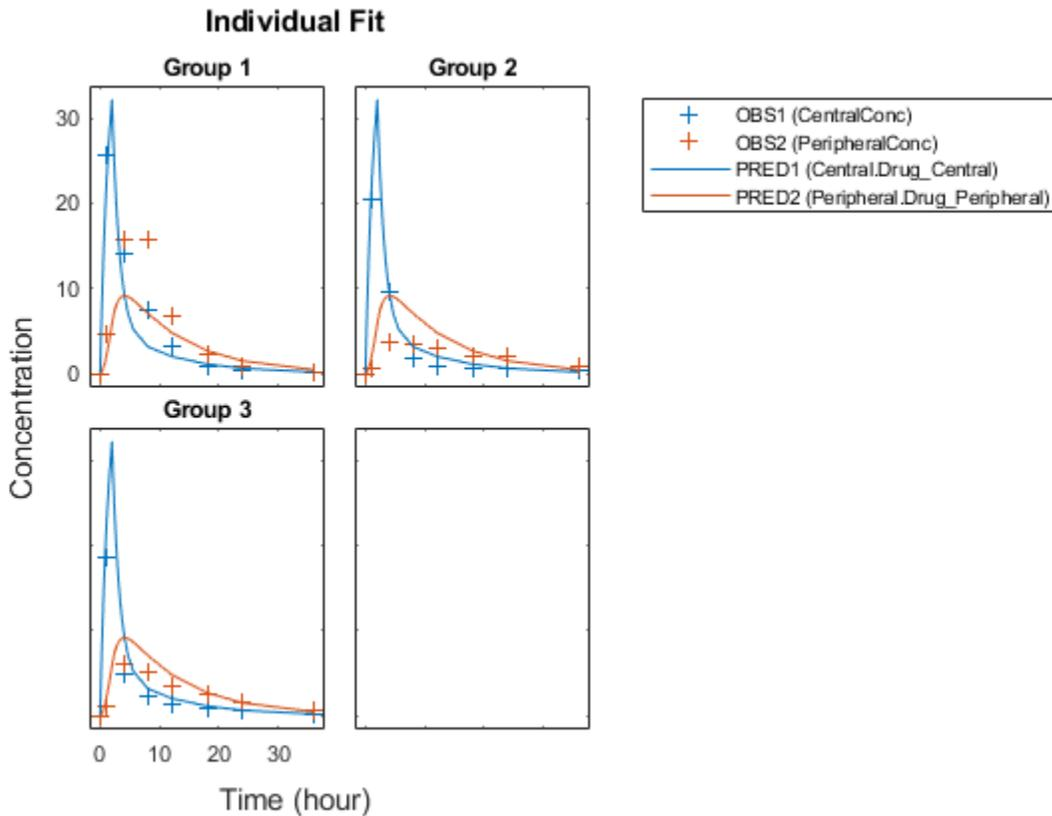 Individual Fit
Group 1
Group 2
30
20
10
0
OBS1 (CentralConc)
OBS2 (PeripheralConc)
PRED1 (Central.Drug_Central)
PRED2 (Peripheral.Drug_Peripheral)
Concentration
Group 3
0 10 20 30
Time (hour)